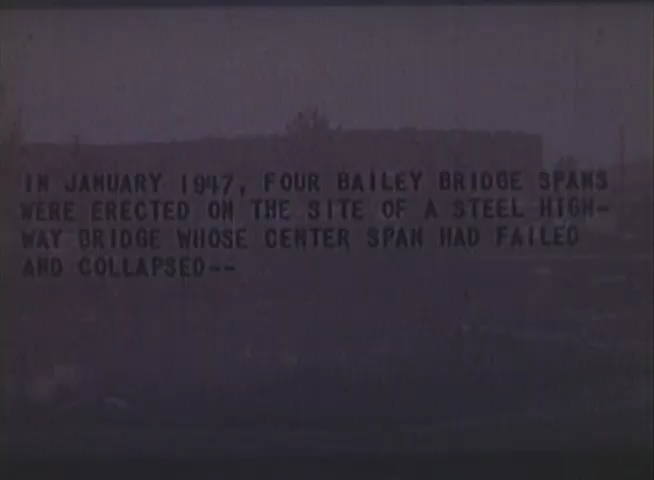 IN JANUARY 1947, FOUR BAILEY BRIDGE SPANS
WERE ERECTED ON THE SITE OF A STEEL HIGH-
WAY BRIDGE WHOSE CENTER SPAN HAD FAILED
AND COLLAPSED--